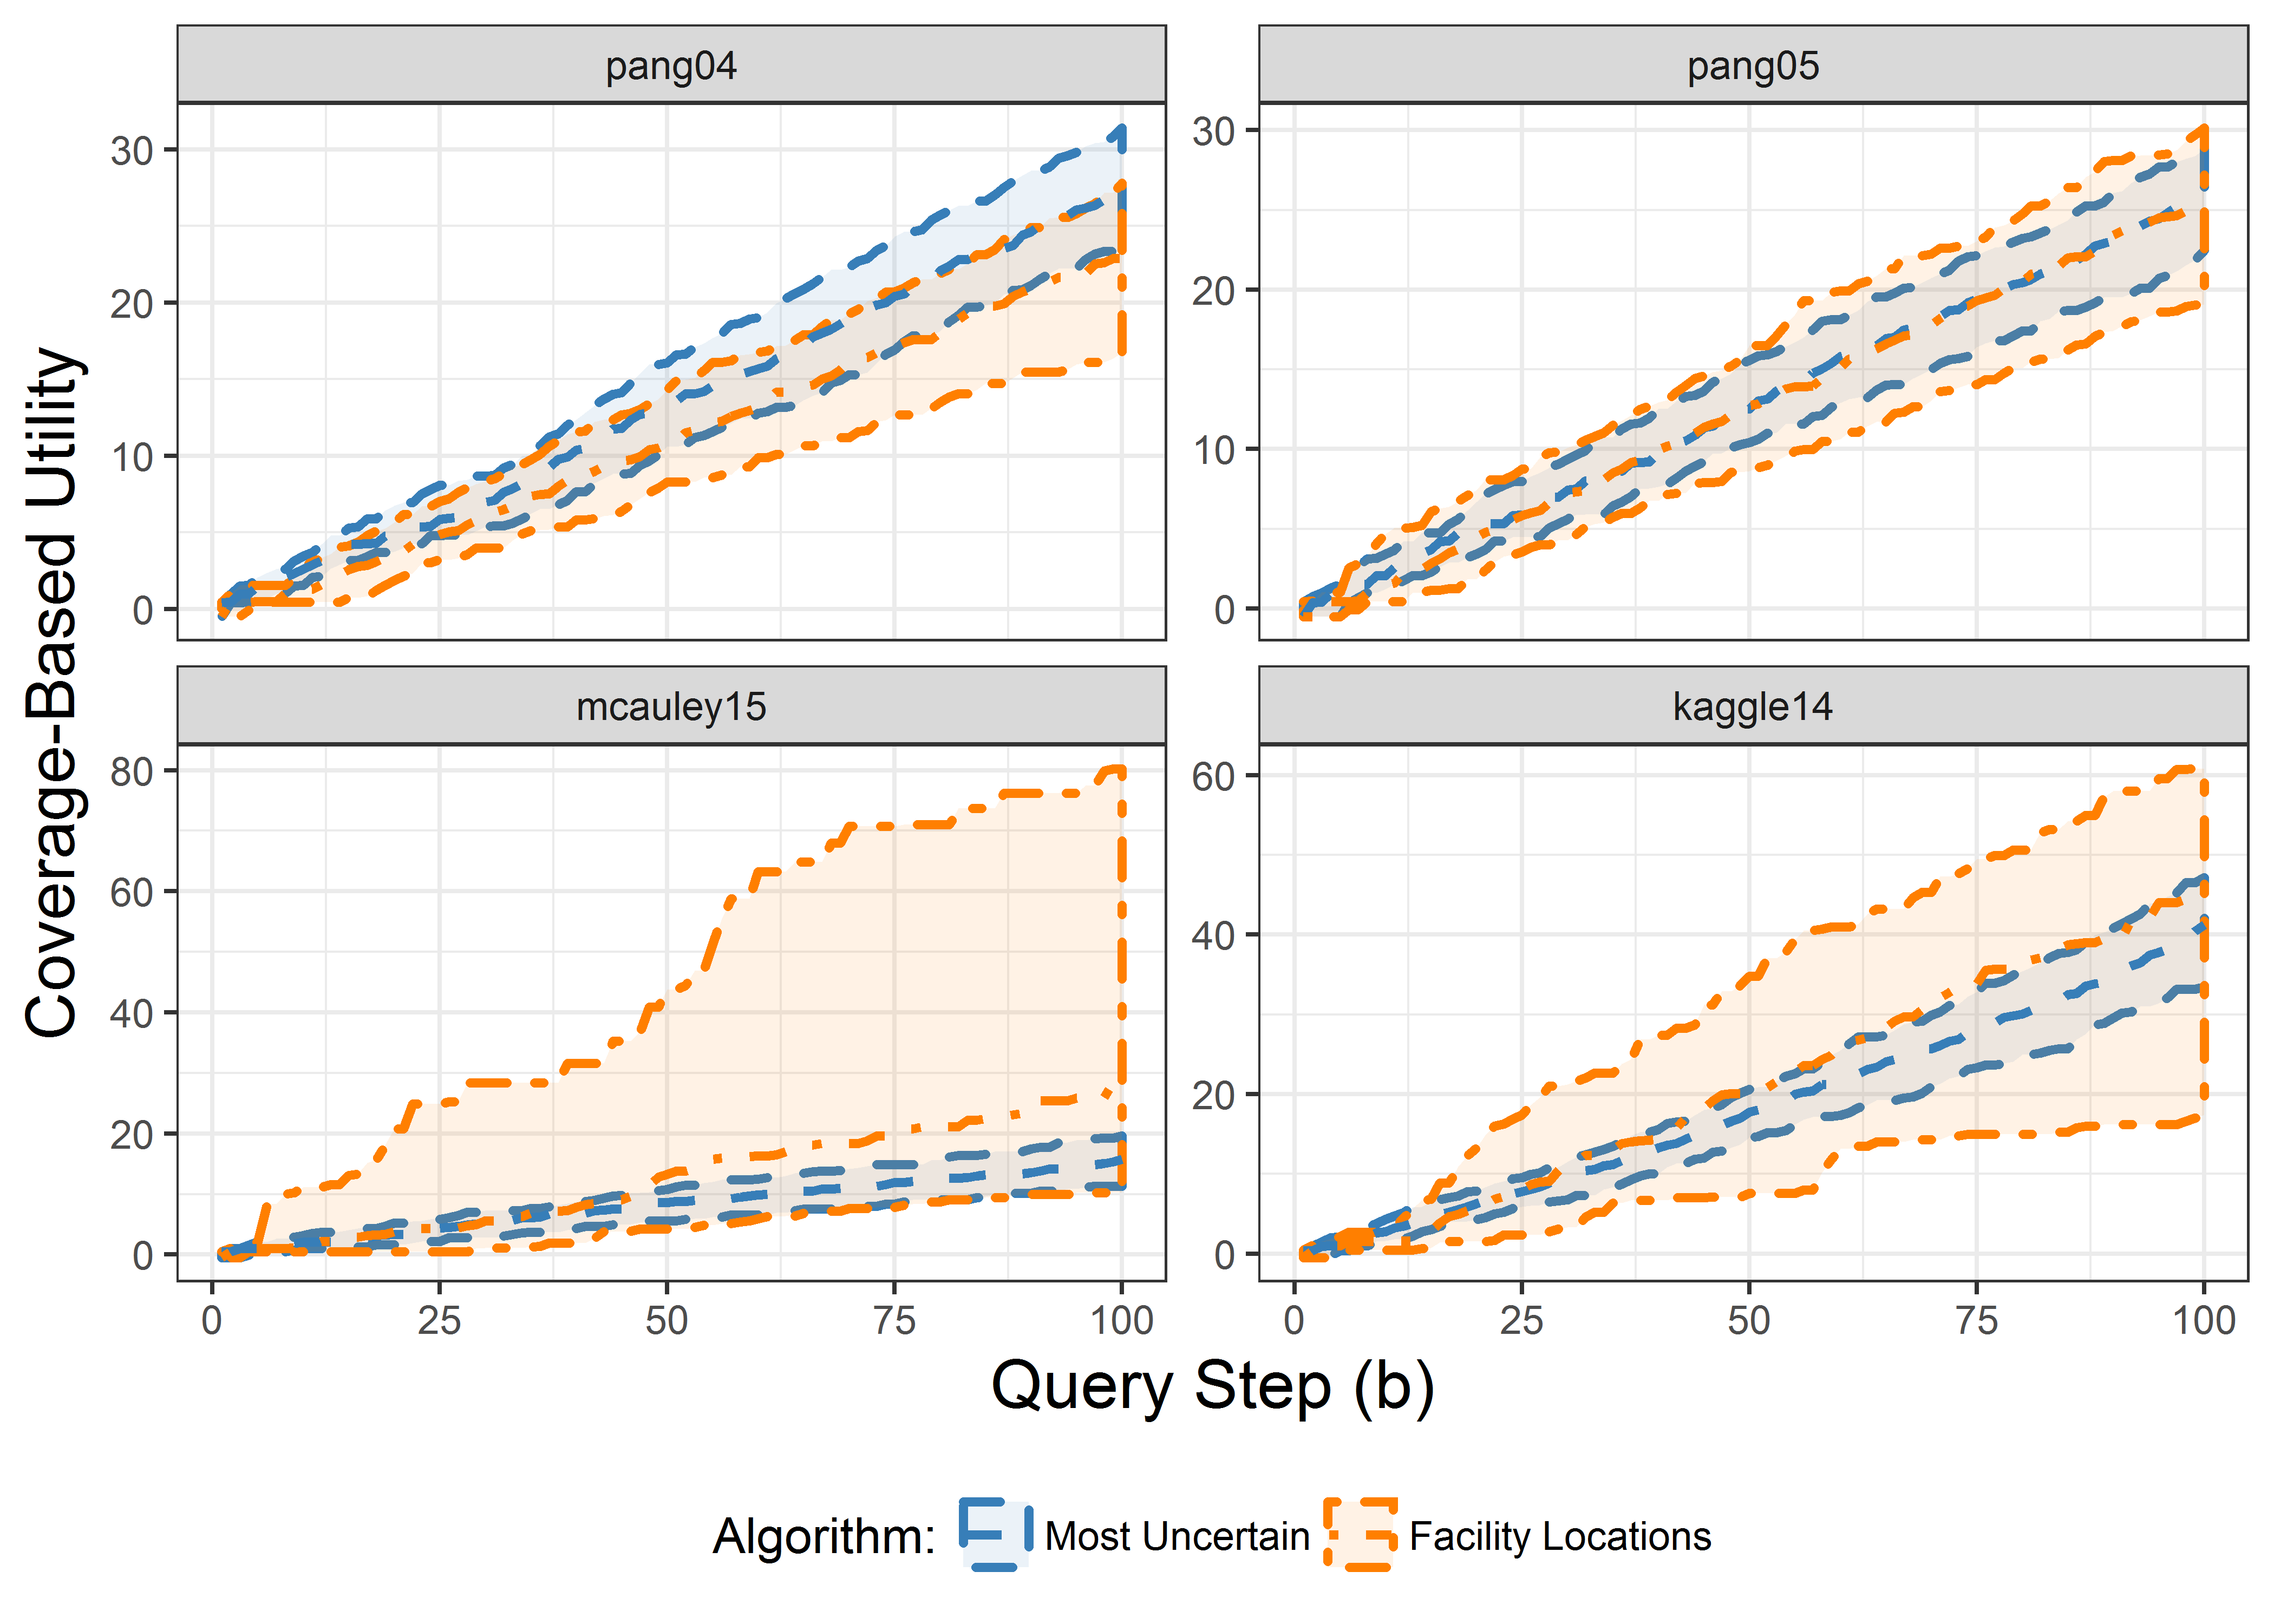 pang04
pang05
30
20
10
0
30
20
10
0
mcauley15
kaggle14
80
60
40
20
0
60
40
20
0
0 25 50 75 100
0 25 50 75 100
Coverage-Based Utility
Query Step (b)
Algorithm: Most Uncertain Facility Locations